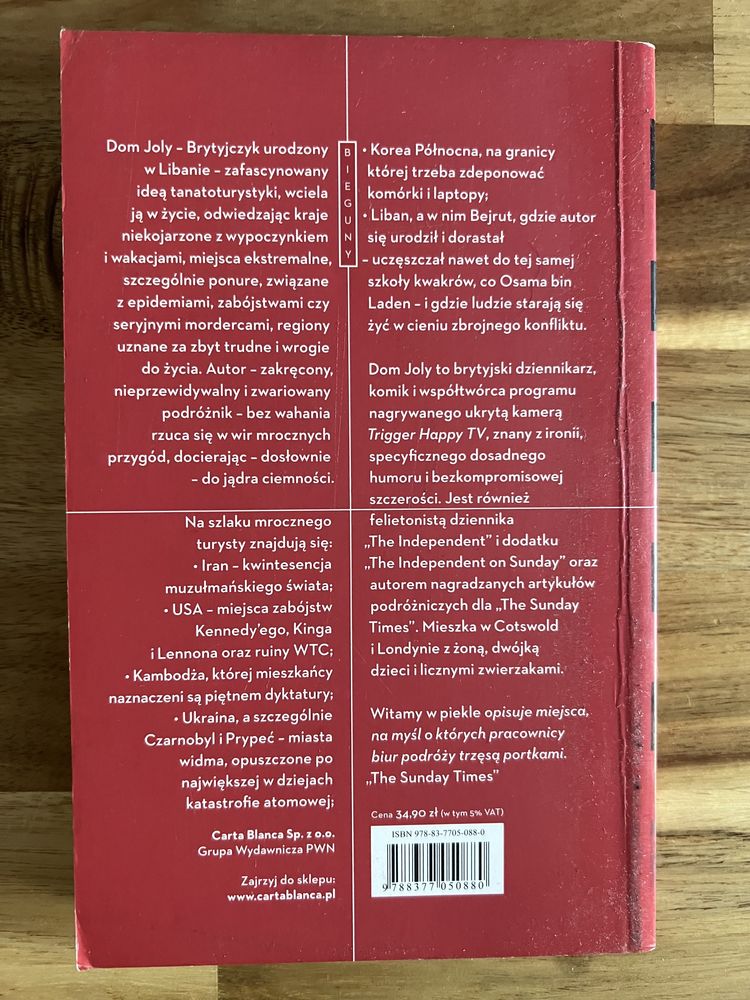 Dom Joly – Brytyjczyk urodzony
w Libanie – zafascynowany
ideą tanatoturystyki, wciela
ją w życie, odwiedzając kraje
niekojarzone z wypoczynkiem
i wakacjami, miejsca ekstremalne,
szczególnie ponure, związane
z epidemiami, zabójstwami czy
seryjnymi mordercami, regiony
uznane za zbyt trudne i wrogie
do życia. Autor – zakręcony,
nieprzewidywalny i zwariowany
podróżnik – bez wahania
rzuca się w wir mrocznych
przygód, docierając – dosłownie
– do jądra ciemności.
Na szlaku mrocznego
turysty znajdują się:
• Iran – kwintesencja
muzułmańskiego świata;
• USA – miejsca zabójstw
Kennedy'ego, Kinga
i Lennona oraz ruiny WTC;
• Kambodża, której mieszkańcy
naznaczeni są piętnem dyktatury;
• Ukraina, a szczególnie
Czarnobyl i Prypeć – miasta
widma, opuszczone po
największej w dziejach
katastrofie atomowej;
Carta Blanca Sp. z o.o.
Grupa Wydawnicza PWN
Zajrzyj do sklepu:
www.cartablanca.pl
BIEGUNY
• Korea Północna, na granicy
której trzeba zdeponować
komórki i laptopy;
• Liban, a w nim Bejrut, gdzie autor
się urodził i dorastał
– uczęszczał nawet do tej samej
szkoły kwakrów, co Osama bin
Laden – i gdzie ludzie starają się
żyć w cieniu zbrojnego konfliktu.
Dom Joly to brytyjski dziennikarz,
komik i współtwórca programu
nagrywanego ukrytą kamerą
Trigger Happy TV, znany z ironii,
specyficznego dosadnego
humoru i bezkompromisowej
szczerości. Jest również
felietonistą dziennika
„The Independent" i dodatku
„The Independent on Sunday" oraz
autorem nagradzanych artykułów
podróżniczych dla „The Sunday
Times". Mieszka w Cotswold
i Londynie z żoną, dwójką
dzieci i licznymi zwierzakami.
Witamy w piekle opisuje miejsca,
na myśl o których pracownicy
biur podróży trzęsą portkami.
„The Sunday Times"
Cena 34,90 zł (w tym 5% VAT)
ISBN 978-83-7705-088-0
9 788377 050880